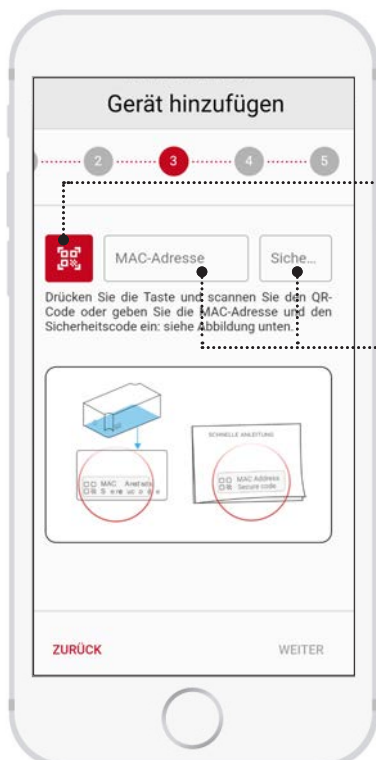 Gerät hinzufügen
2 3 4 5
MAC-Adresse Siche...
Drücken Sie die Taste und scannen Sie den QR-
Code oder geben Sie die MAC-Adresse und den
Sicherheitscode ein: siehe Abbildung unten.
SCHNELLE ANLEITUNG
MAC
MAC Address
Secure code
ZURÜCK WEITER